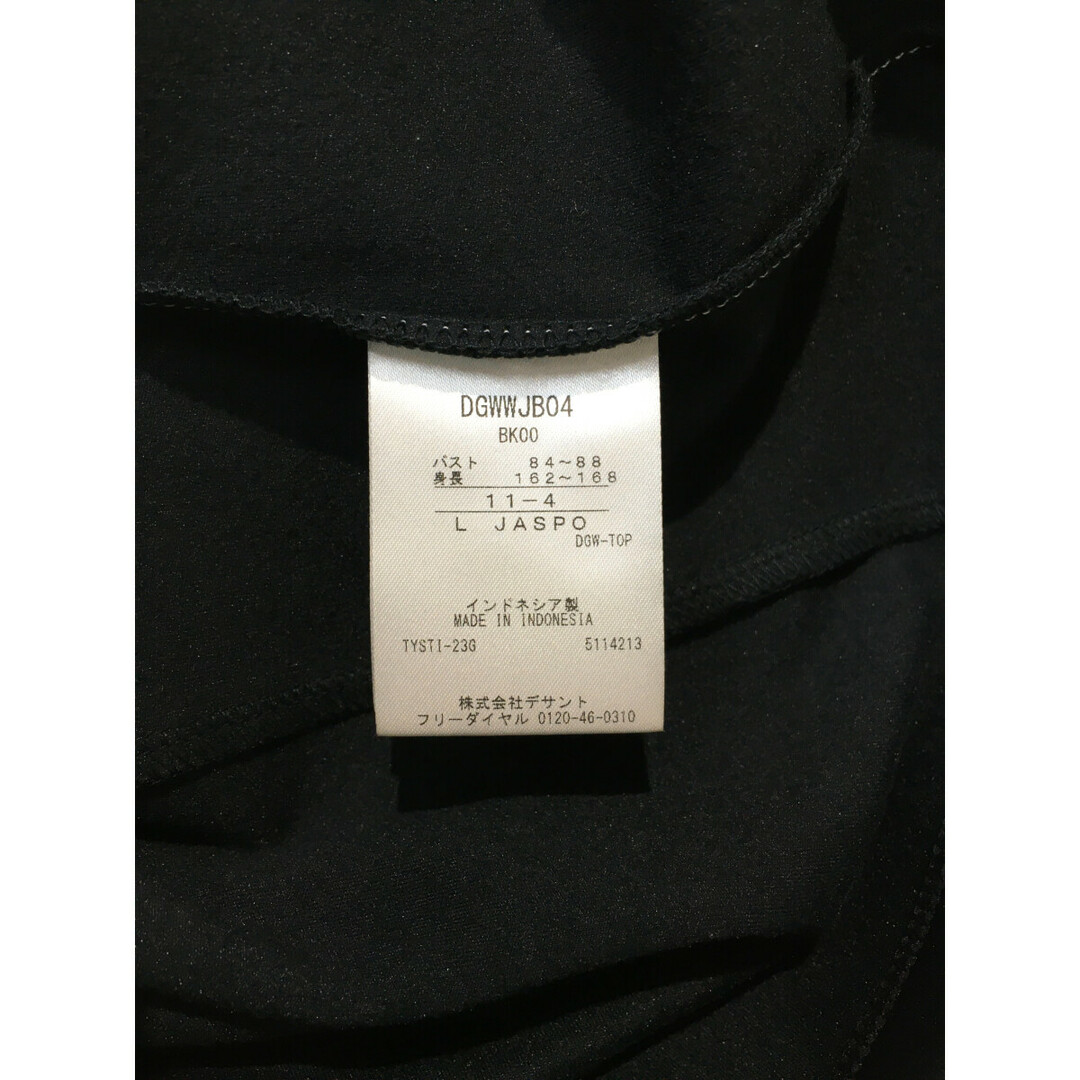 DGWWJB04
BK00
バスト 84～88
身長 162～168
11-4
L JASPO
DGW-TOP
インドネシア製
MADE IN INDONESIA
TYSTI-23G 5114213
株式会社デサント
フリーダイヤル 0120-46-0310